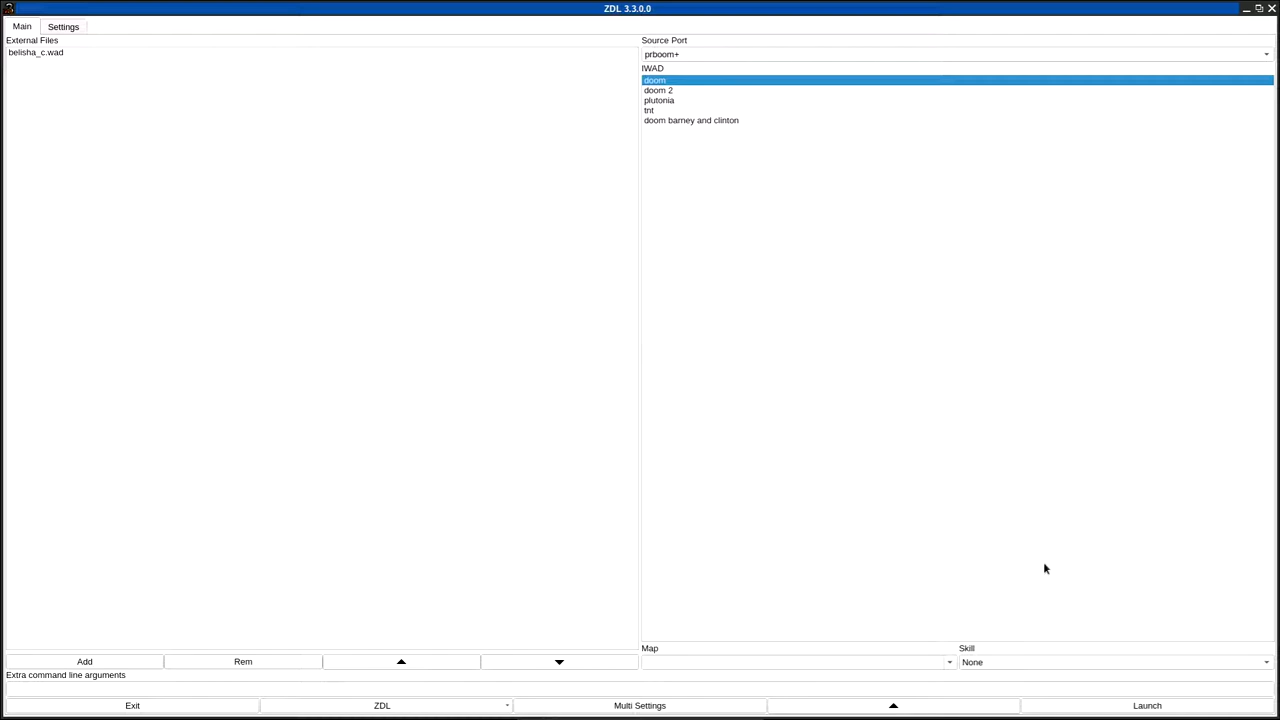 ZDL 3.3.0.0
Main Settings
External Files
belisha_c.wad
Source Port
prboom+
IWAD
doom
doom 2
plutonia
tnt
doom barney and clinton
Map Skill
None
Add Rem
Extra command line arguments
Exit ZDL Multi Settings Launch